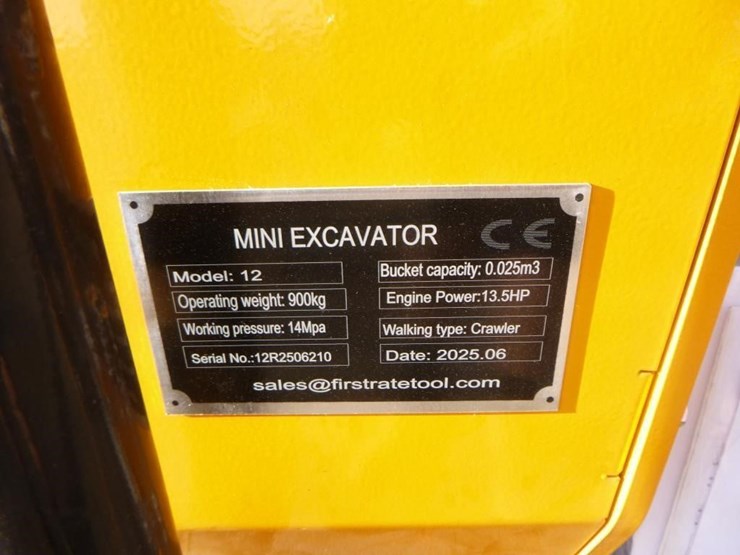 MINI EXCAVATOR CE
Model: 12
Bucket capacity: 0.025m3
Operating weight: 900kg
Engine Power:13.5HP
Working pressure: 14Mpa
Walking type: Crawler
Serial No.:12R2506210
Date: 2025.06
sales@firstratetool.com